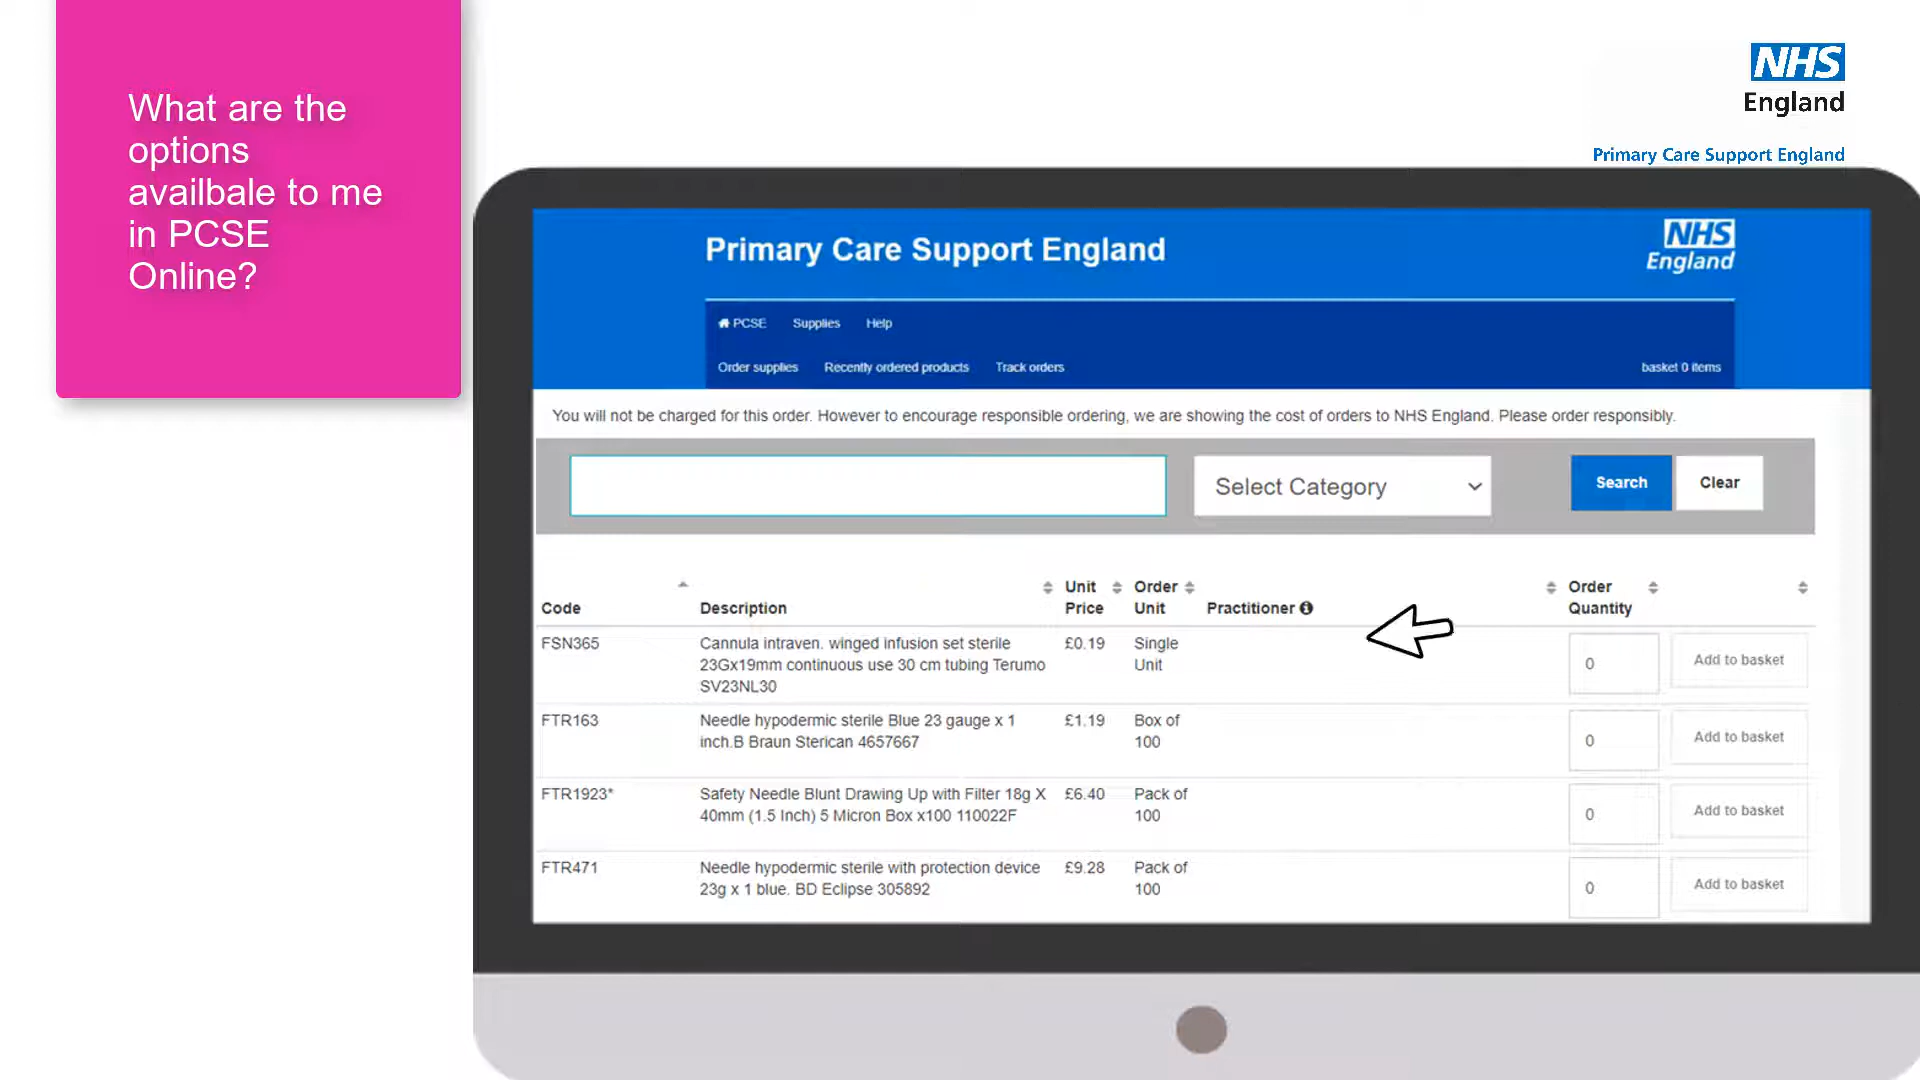 What are the
options
availbale to me
in PCSE
Online?
NHS
England
Primary Care Support England
Primary Care Support England
NHS
England
PCSE Supplies Help
Order supplies Recently ordered products Track orders basket 0 items
You will not be charged for this order. However to encourage responsible ordering, we are showing the cost of orders to NHS England. Please order responsibly.
Select Category Search Clear
Code Description Unit Price Order Unit Practitioner Order Quantity
FSN365 Cannula intraven. winged infusion set sterile £0.19 Single
23Gx19mm continuous use 30 cm tubing Terumo Unit 0 Add to basket
SV23NL30
FTR163 Needle hypodermic sterile Blue 23 gauge x 1 £1.19 Box of
inch.B Braun Sterican 4657667 100 0 Add to basket
FTR1923* Safety Needle Blunt Drawing Up with Filter 18g X £6.40 Pack of
40mm (1.5 Inch) 5 Micron Box x100 110022F 100 0 Add to basket
FTR471 Needle hypodermic sterile with protection device £9.28 Pack of
23g x 1 blue. BD Eclipse 305892 100 0 Add to basket